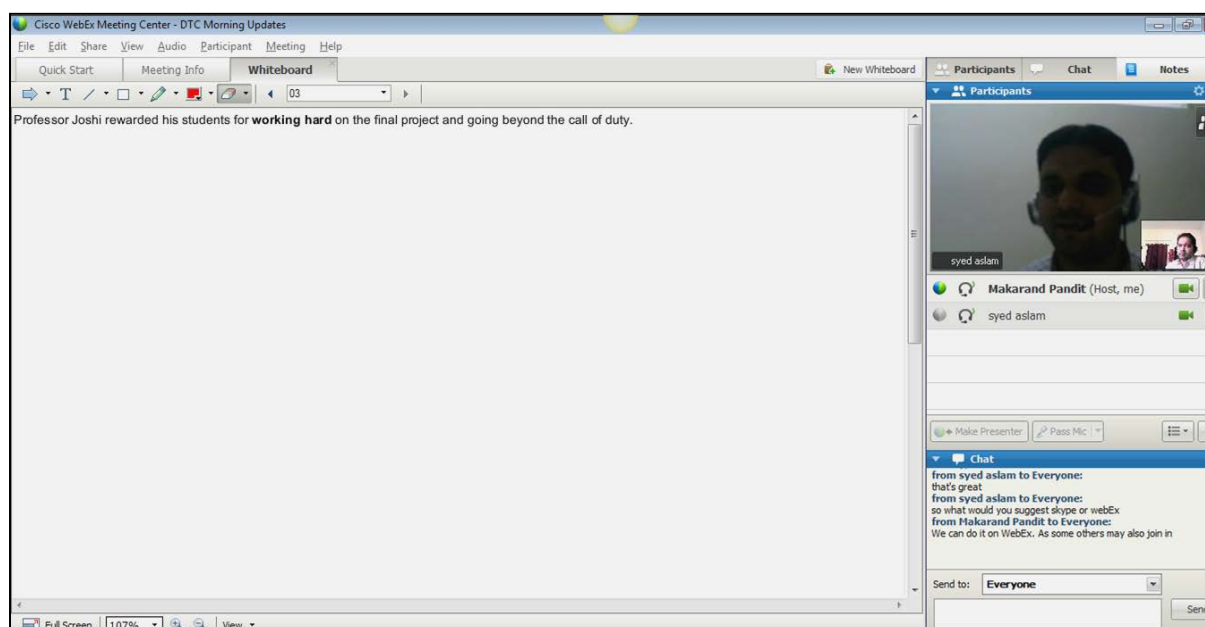 Cisco WebEx Meeting Center - DTC Morning Updates
File Edit Share View Audio Participant Meeting Help
Quick Start Meeting Info Whiteboard New Whiteboard
T 03
Professor Joshi rewarded his students for working hard on the final project and going beyond the call of duty.
Full Screen 107% View
Participants Chat Notes
Participants
syed aslam
Makarand Pandit (Host, me)
syed aslam
Make Presenter Pass Mic
Chat
from syed aslam to Everyone:
that's great
from syed aslam to Everyone:
so what would you suggest skype or webEx
from Makarand Pandit to Everyone:
We can do it on WebEx. As some others may also join in
Send to: Everyone